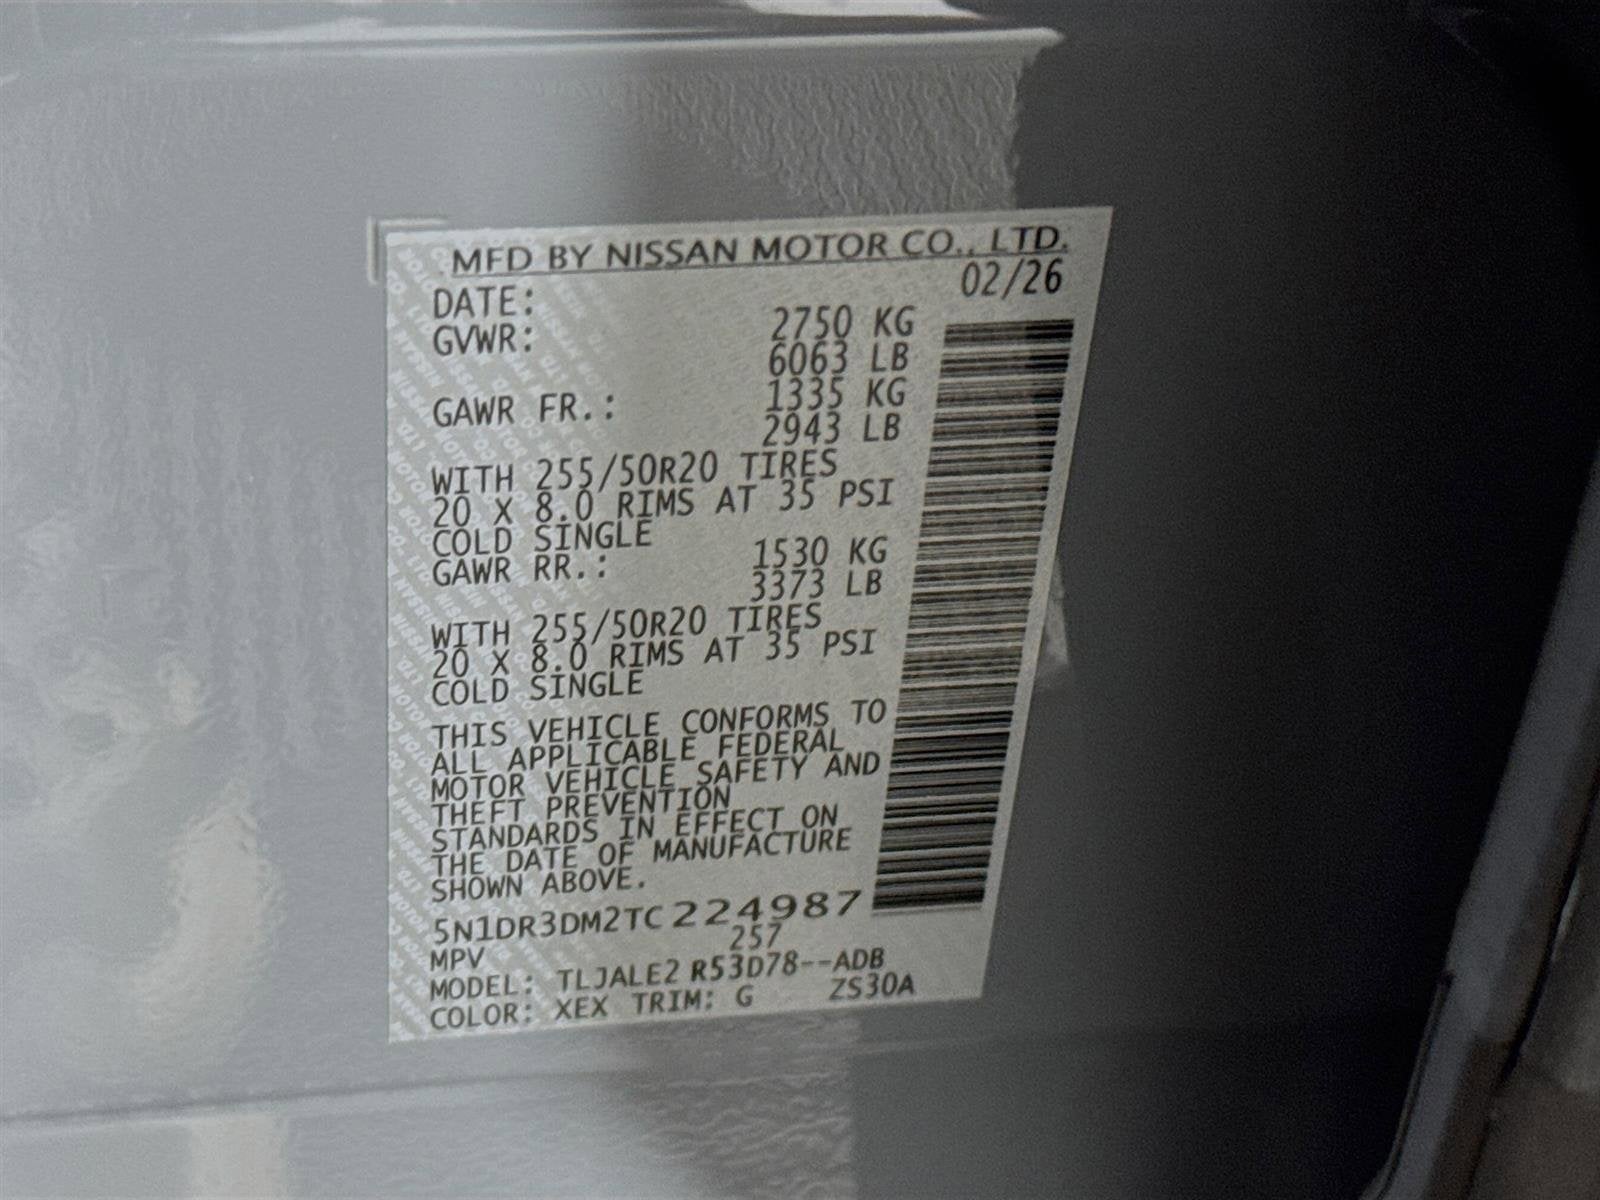 MFD BY NISSAN MOTOR CO., LTD.
DATE: 02/26
GVWR: 2750 KG
6063 LB
GAWR FR.: 1335 KG
2943 LB
WITH 255/50R20 TIRES
20 X 8.0 RIMS AT 35 PSI
COLD SINGLE
GAWR RR.: 1530 KG
3373 LB
WITH 255/50R20 TIRES
20 X 8.0 RIMS AT 35 PSI
COLD SINGLE
THIS VEHICLE CONFORMS TO
ALL APPLICABLE FEDERAL
MOTOR VEHICLE SAFETY AND
THEFT PREVENTION
STANDARDS IN EFFECT ON
THE DATE OF MANUFACTURE
SHOWN ABOVE.
5N1DR3DM2TC224987
MPV 257
MODEL: TLJALE2 R53D78--ADB
COLOR: XEX TRIM: G ZS30A